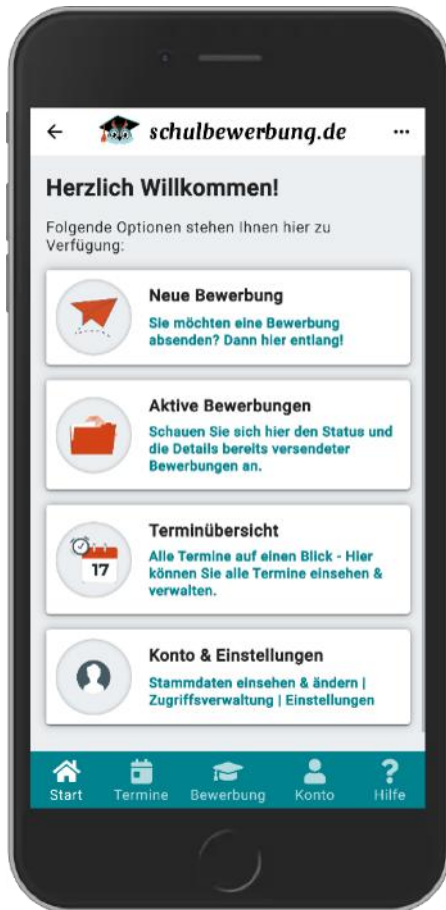 schulbewerbung.de
Herzlich Willkommen!
Folgende Optionen stehen Ihnen hier zu
Verfügung:
Neue Bewerbung
Sie möchten eine Bewerbung
absenden? Dann hier entlang!
Aktive Bewerbungen
Schauen Sie sich hier den Status und
die Details bereits versendeter
Bewerbungen an.
17
Terminübersicht
Alle Termine auf einen Blick - Hier
können Sie alle Termine einsehen &
verwalten.
Konto & Einstellungen
Stammdaten einsehen & ändern |
Zugriffsverwaltung | Einstellungen
Start Termine Bewerbung Konto Hilfe